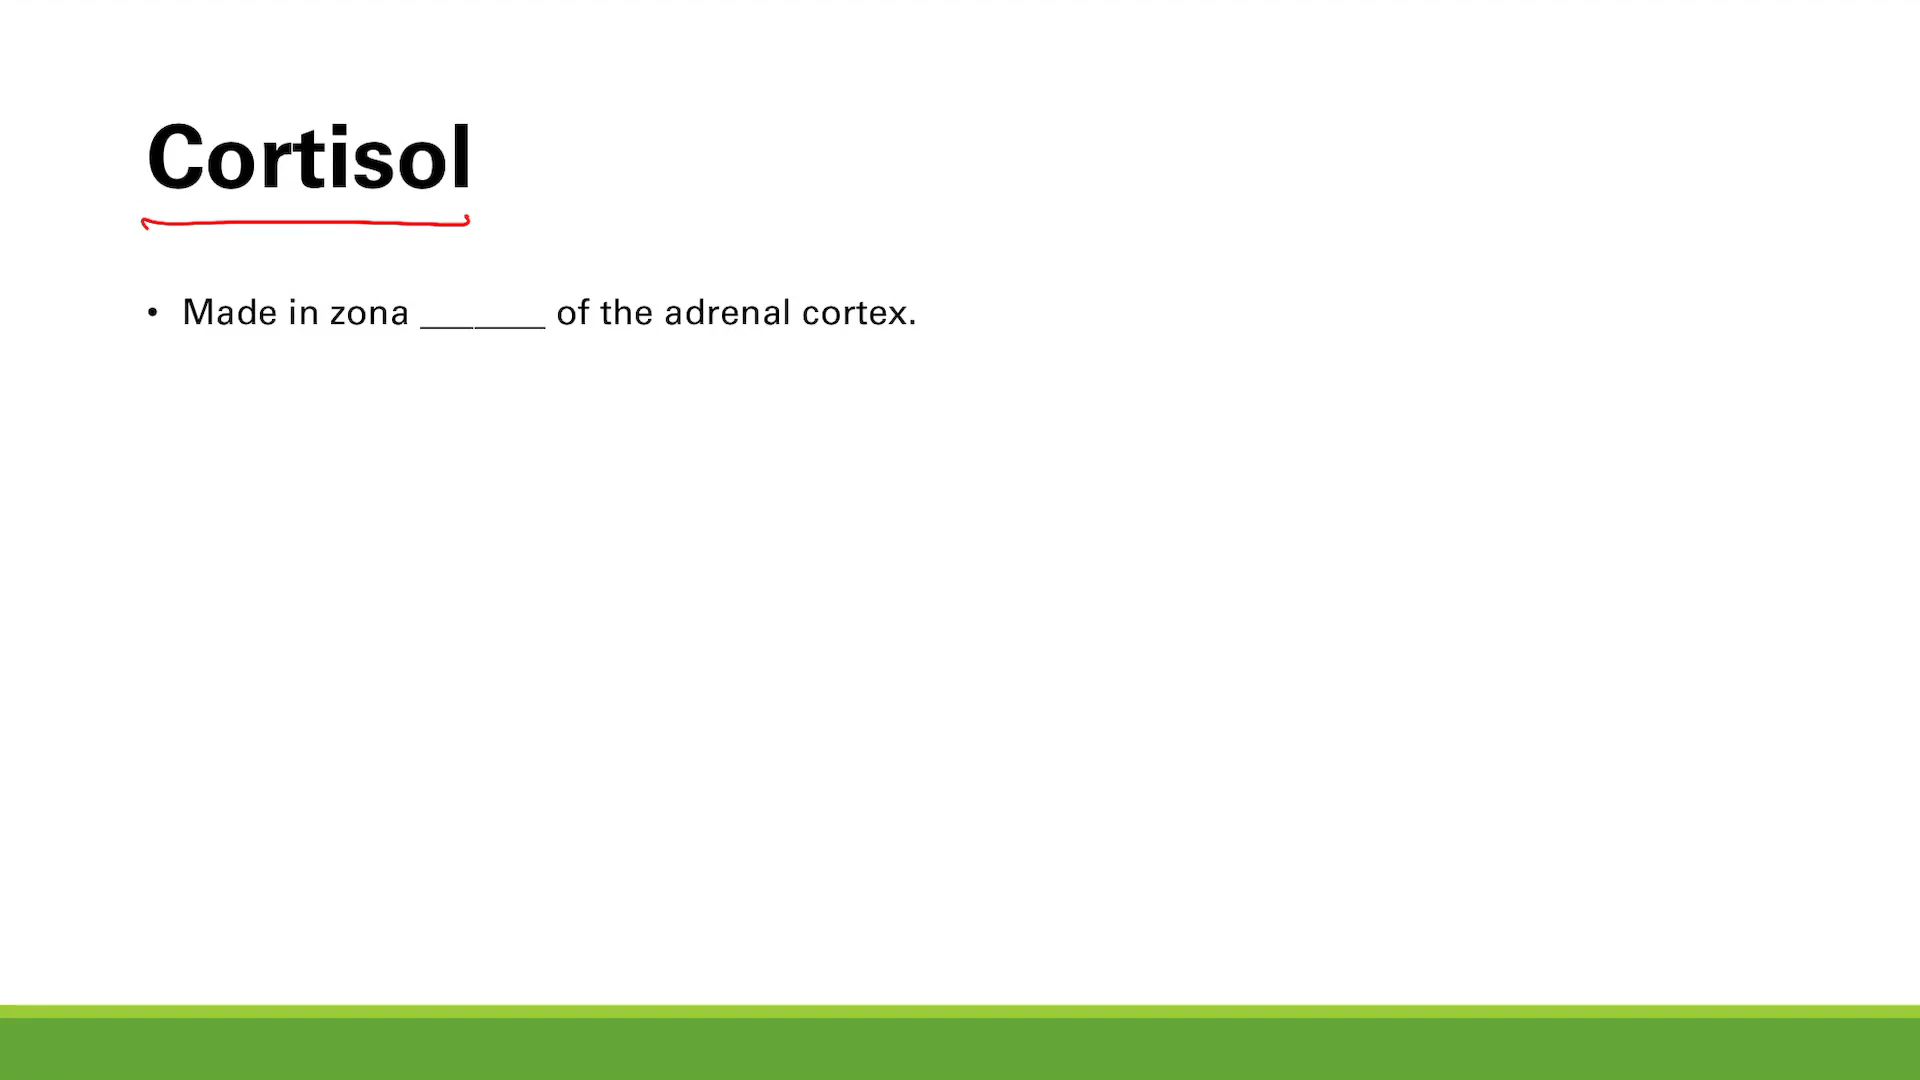 Cortisol
• Made in zona _______ of the adrenal cortex.